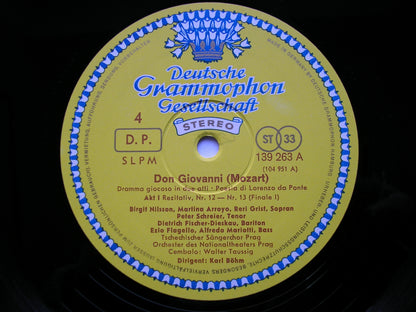 Deutsche
Grammophon
Gesellschaft
STEREO
4
D. P.
SLPM
ST 33
139 263 A
(104 951 A)
Don Giovanni (Mozart)
Dramma giocoso in due atti - Poesia di Lorenzo da Ponte
Akt I Rezitativ, Nr. 12 — Nr. 13 (Finale I)
Birgit Nilsson, Martina Arroyo, Reri Grist, Sopran
Peter Schreier, Tenor
Dietrich Fischer-Dieskau, Bariton
Ezio Flagello, Alfredo Mariotti, Bass
Tschechischer Sängerchor Prag
Orchester des Nationaltheaters Prag
Cembalo: Walter Taussig
Dirigent: Karl Böhm